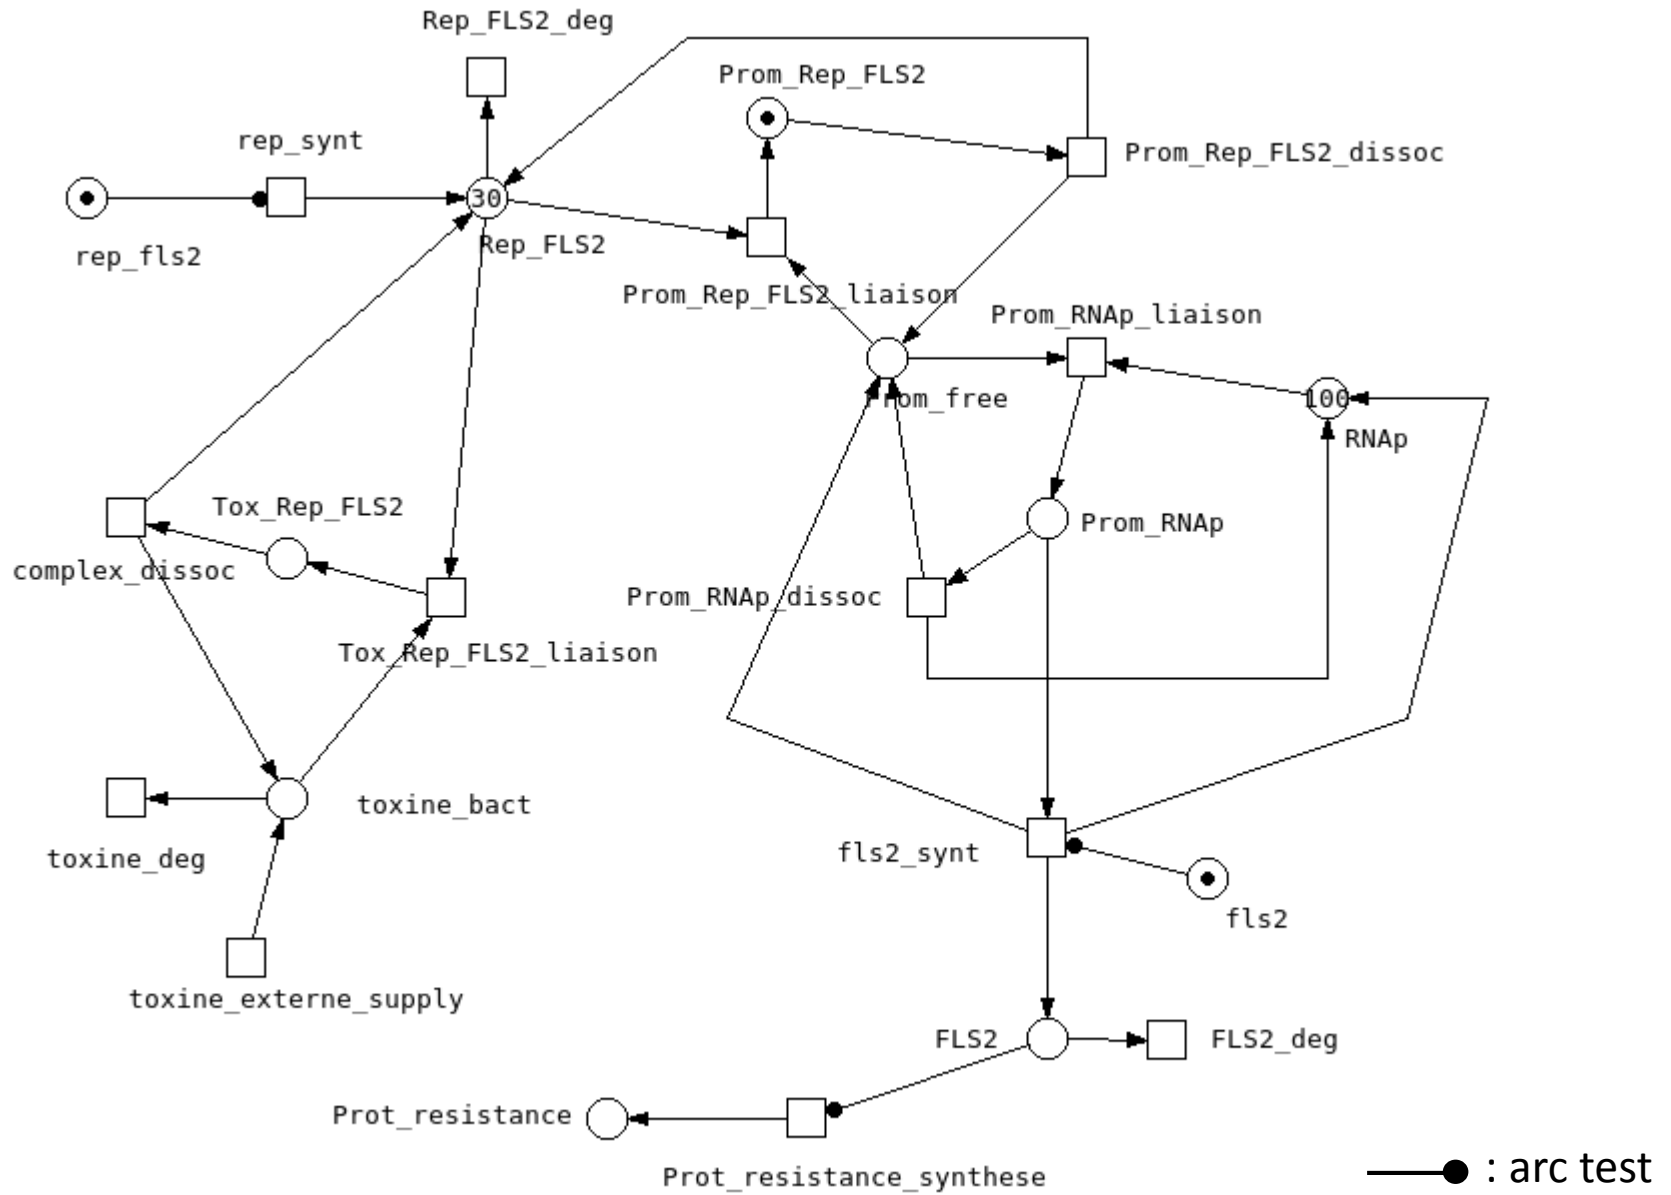 Rep_FLS2_deg
Prom_Rep_FLS2
rep_synt
Prom_Rep_FLS2_dissoc
30
rep_fls2
Rep_FLS2
Prom_Rep_FLS2_liaison
Prom_RNAp_liaison
Prom_free
100
RNAp
Tox_Rep_FLS2
Prom_RNAp
complex_dissoc
Prom_RNAp_dissoc
Tox_Rep_FLS2_liaison
toxine_bact
toxine_deg
fls2_synt
fls2
toxine_externe_supply
FLS2
FLS2_deg
Prot_resistance
Prot_resistance_synthese
: arc test